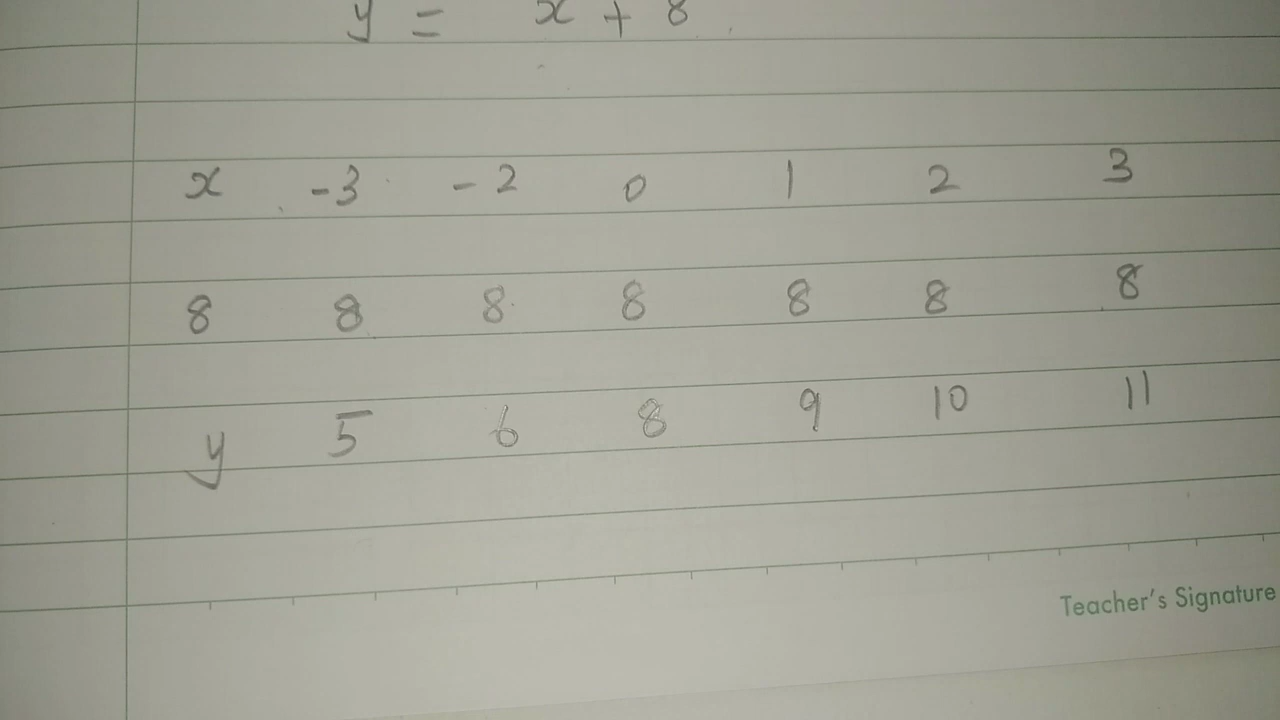 y = x + 8
x -3 -2 0 1 2 3
8 8 8 8 8 8 8
y 5 6 8 9 10 11
Teacher's Signature